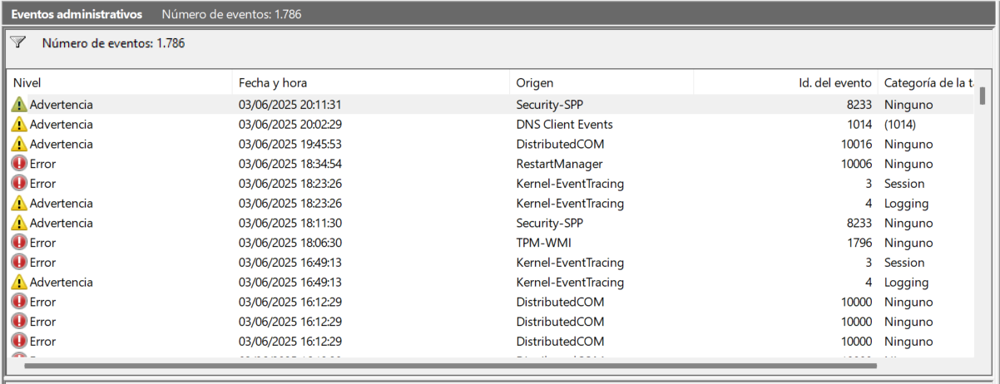 Eventos administrativos Número de eventos: 1.786
Número de eventos: 1.786
Nivel Fecha y hora Origen Id. del evento Categoría de la ta
Advertencia 03/06/2025 20:11:31 Security-SPP 8233 Ninguno
Advertencia 03/06/2025 20:02:29 DNS Client Events 1014 (1014)
Advertencia 03/06/2025 19:45:53 DistributedCOM 10016 Ninguno
Error 03/06/2025 18:34:54 RestartManager 10006 Ninguno
Error 03/06/2025 18:23:26 Kernel-EventTracing 3 Session
Advertencia 03/06/2025 18:23:26 Kernel-EventTracing 4 Logging
Advertencia 03/06/2025 18:11:30 Security-SPP 8233 Ninguno
Error 03/06/2025 18:06:30 TPM-WMI 1796 Ninguno
Error 03/06/2025 16:49:13 Kernel-EventTracing 3 Session
Advertencia 03/06/2025 16:49:13 Kernel-EventTracing 4 Logging
Error 03/06/2025 16:12:29 DistributedCOM 10000 Ninguno
Error 03/06/2025 16:12:29 DistributedCOM 10000 Ninguno
Error 03/06/2025 16:12:29 DistributedCOM 10000 Ninguno